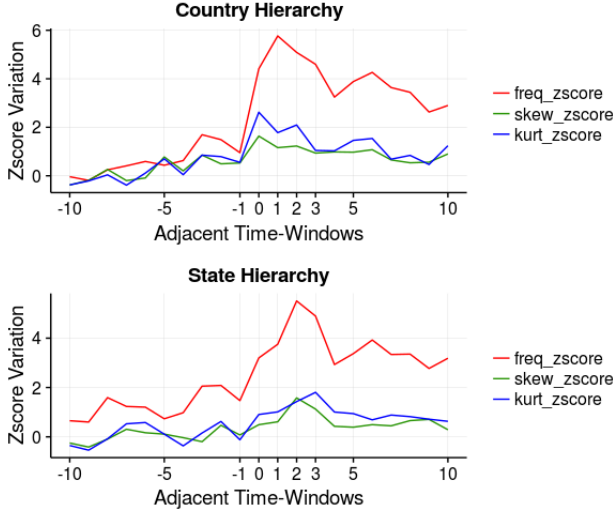 Country Hierarchy
6
4
2
0
Zscore Variation
-10 -5 -1 0 1 2 3 5 10
Adjacent Time-Windows
freq_zscore
skew_zscore
kurt_zscore
State Hierarchy
4
2
0
Zscore Variation
-10 -5 -1 0 1 2 3 5 10
Adjacent Time-Windows
freq_zscore
skew_zscore
kurt_zscore